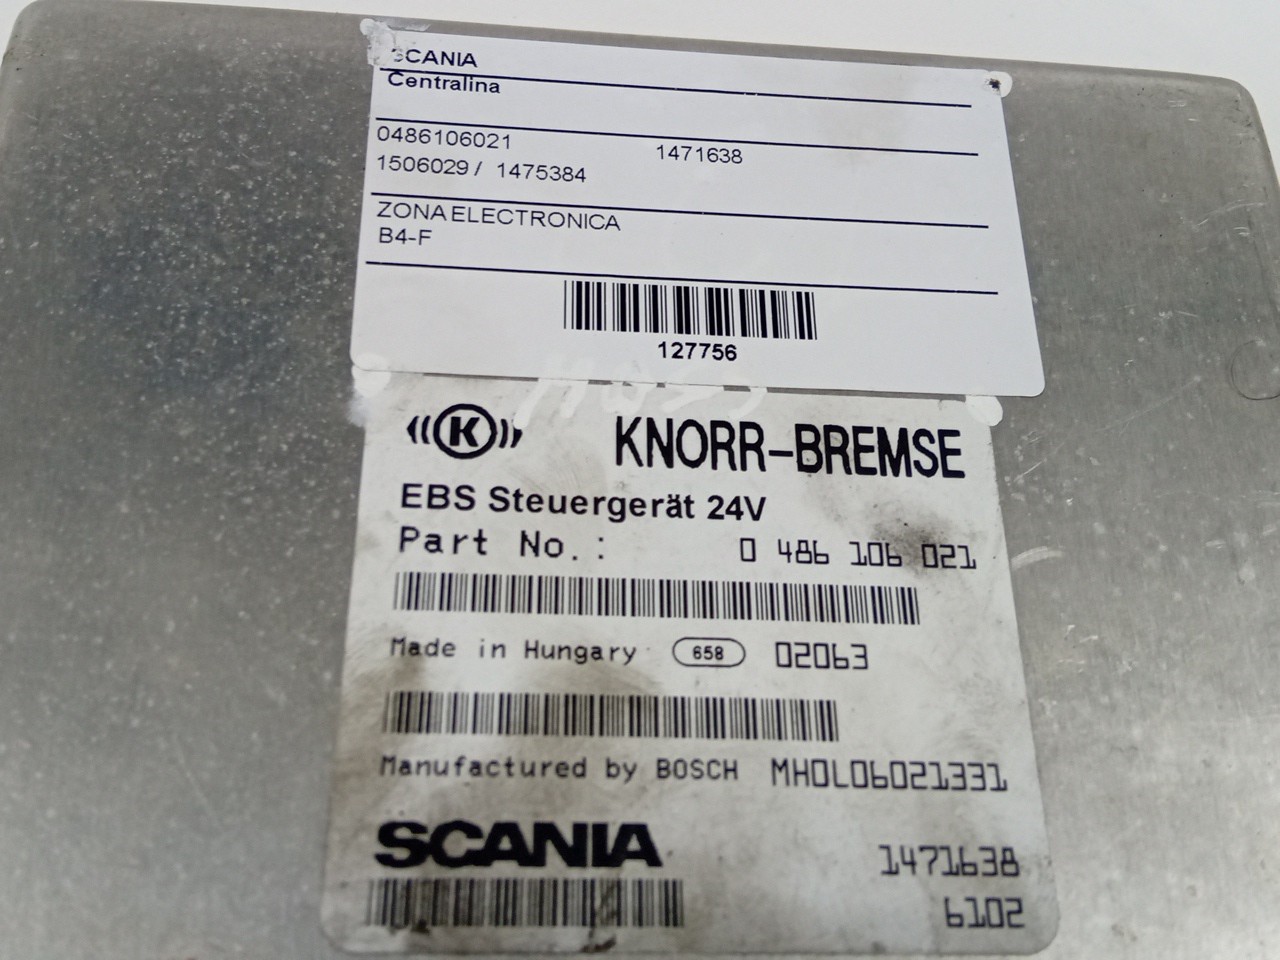 SCANIA
Centralina
0486106021 1471638
1506029 / 1475384
ZONA ELECTRONICA
B4-F
127756
K KNORR-BREMSE
EBS Steuergerät 24V
Part No.: 0 486 106 021
Made in Hungary 658 02063
Manufactured by BOSCH MH0L06021331
SCANIA 1471638
6102